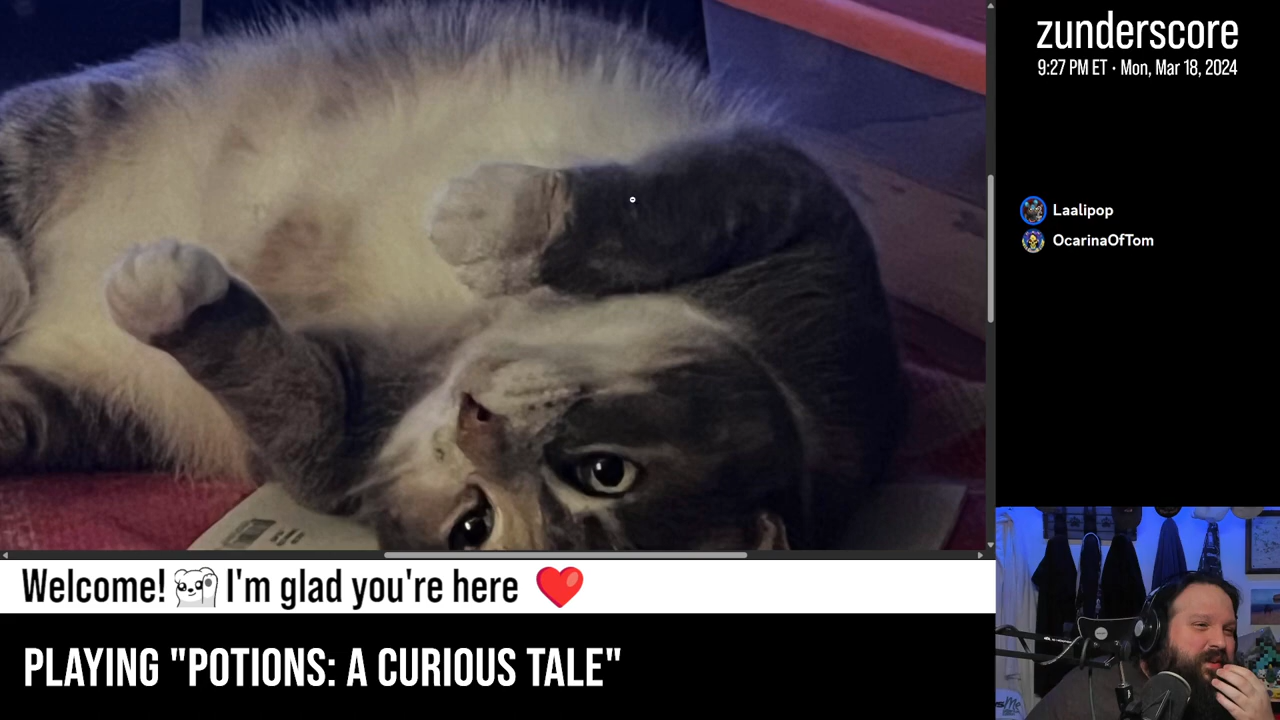 zunderscore
9:27 PM ET · Mon, Mar 18, 2024
Laalipop
OcarinaOfTom
Welcome! I'm glad you're here
PLAYING "POTIONS: A CURIOUS TALE"